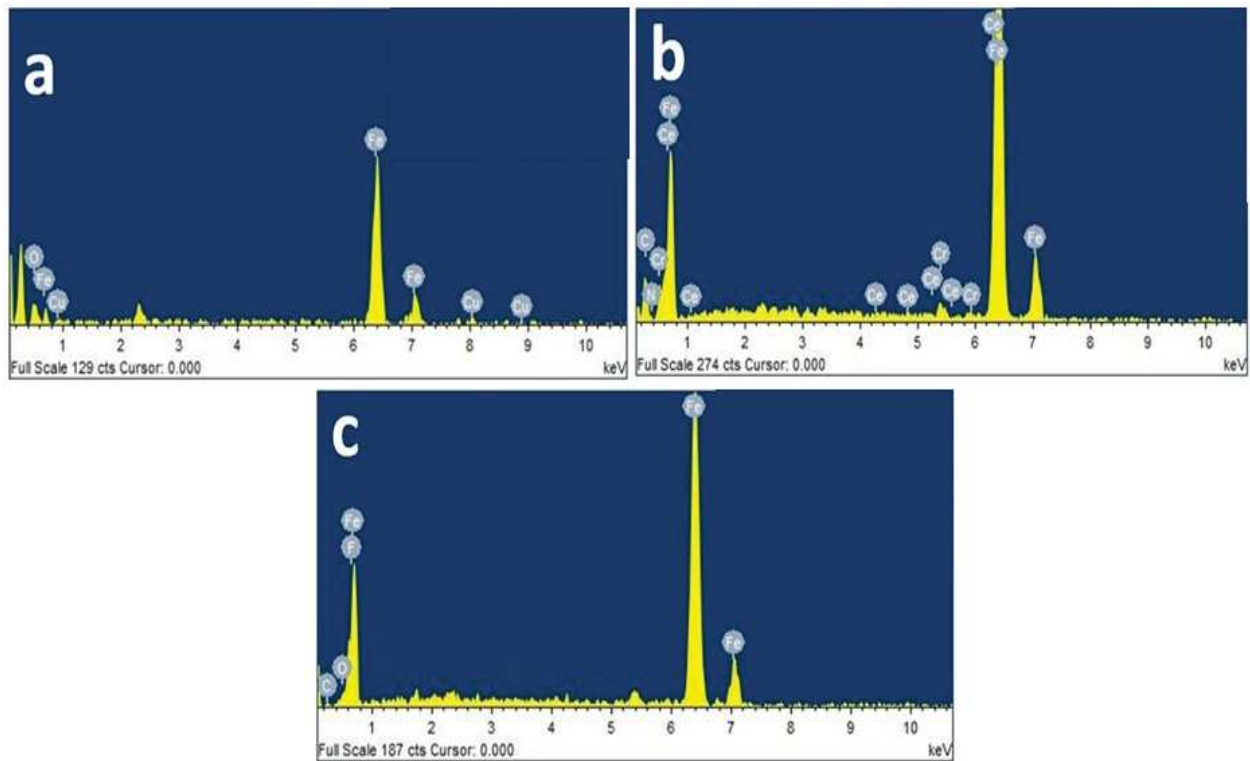 a
Fe
O
Fe
Cu
Fe
Cu
Cu
1 2 3 4 5 6 7 8 9 10
Full Scale 129 cts Cursor: 0.000 keV
b
Ce
Fe
Fe
Ce
C
Cr
N
Ce
Ce
Ce
Ce
Cr
Ce
Cr
Fe
1 2 3 4 5 6 7 8 9 10
Full Scale 274 cts Cursor: 0.000 keV
c
Fe
Fe
F
O
C
Fe
1 2 3 4 5 6 7 8 9 10
Full Scale 187 cts Cursor: 0.000 keV